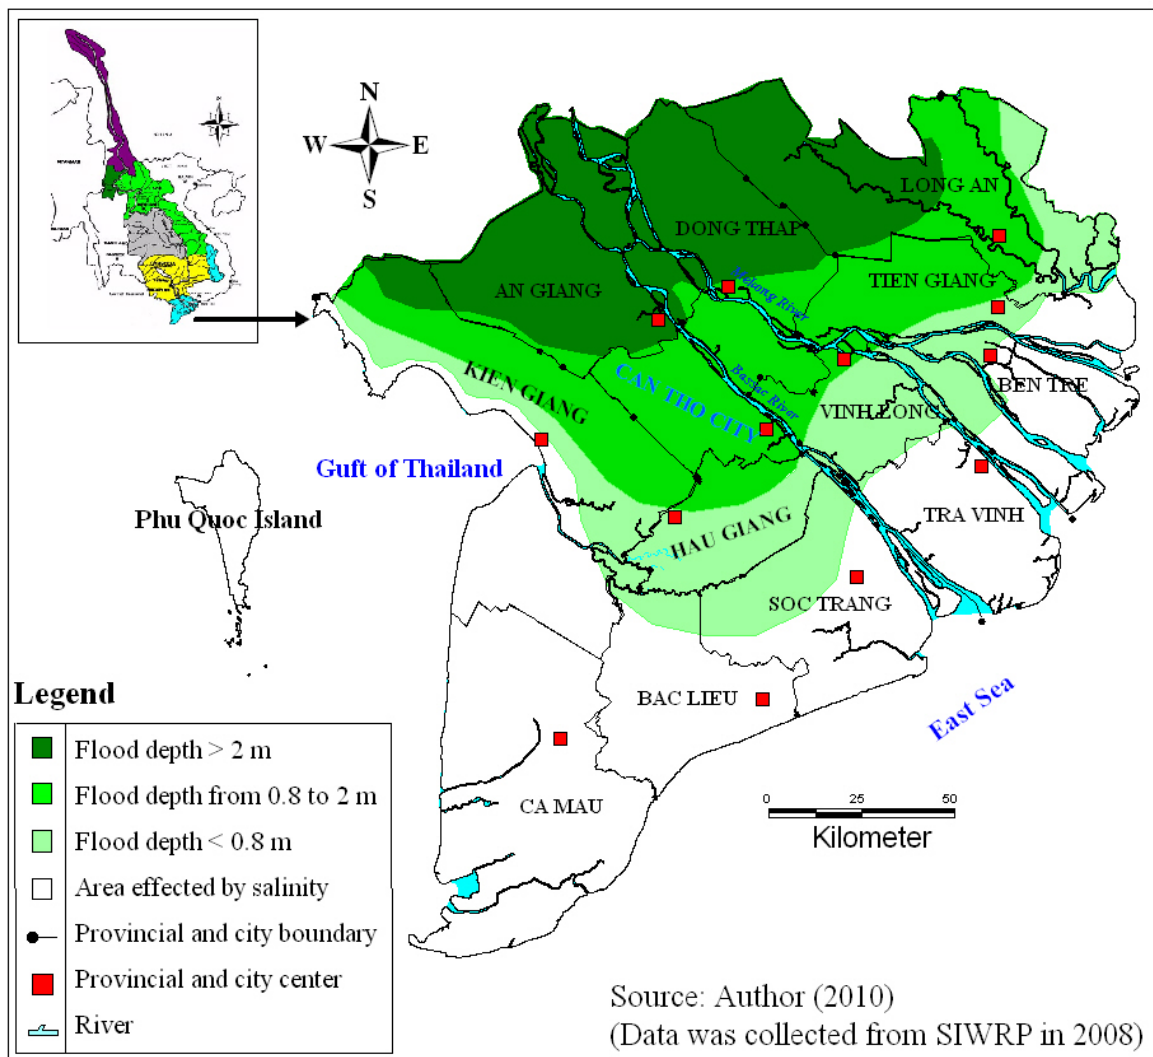 N
W E
S
LONG AN
DONG THAP
TIEN GIANG
AN GIANG
Mekong River
KIEN GIANG
CAN THO CITY
Bassac River
BEN TRE
VINH LONG
Guft of Thailand
Phu Quoc Island
HAU GIANG
TRA VINH
SOC TRANG
BAC LIEU
East Sea
CA MAU
0 25 50
Kilometer
Legend
Flood depth > 2 m
Flood depth from 0.8 to 2 m
Flood depth < 0.8 m
Area effected by salinity
Provincial and city boundary
Provincial and city center
River
Source: Author (2010)
(Data was collected from SIWRP in 2008)